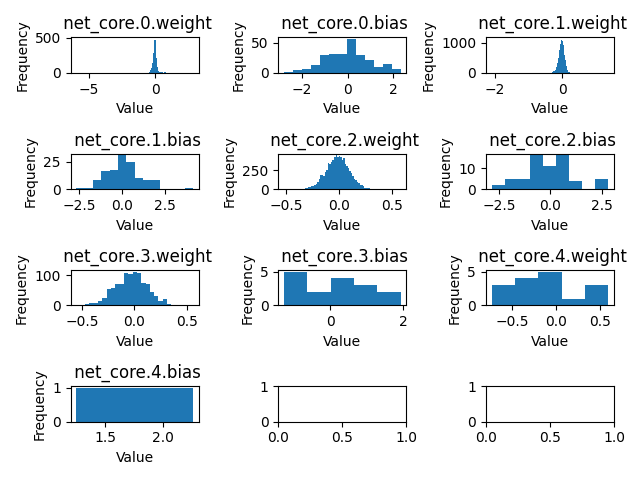 net_core.0.weight
Frequency
500
0
−5
0
Value
net_core.0.bias
Frequency
50
0
−2
0
2
Value
net_core.1.weight
Frequency
1000
0
−2
0
Value
net_core.1.bias
Frequency
25
0
−2.5
0.0
2.5
Value
net_core.2.weight
Frequency
250
0
−0.5
0.0
0.5
Value
net_core.2.bias
Frequency
10
0
−2.5
0.0
2.5
Value
net_core.3.weight
Frequency
100
0
−0.5
0.0
0.5
Value
net_core.3.bias
Frequency
5
0
0
2
Value
net_core.4.weight
Frequency
5
0
−0.5
0.0
0.5
Value
net_core.4.bias
Frequency
1
0
1.5
2.0
Value
1
0
0.0
0.5
1.0
1
0
0.0
0.5
1.0